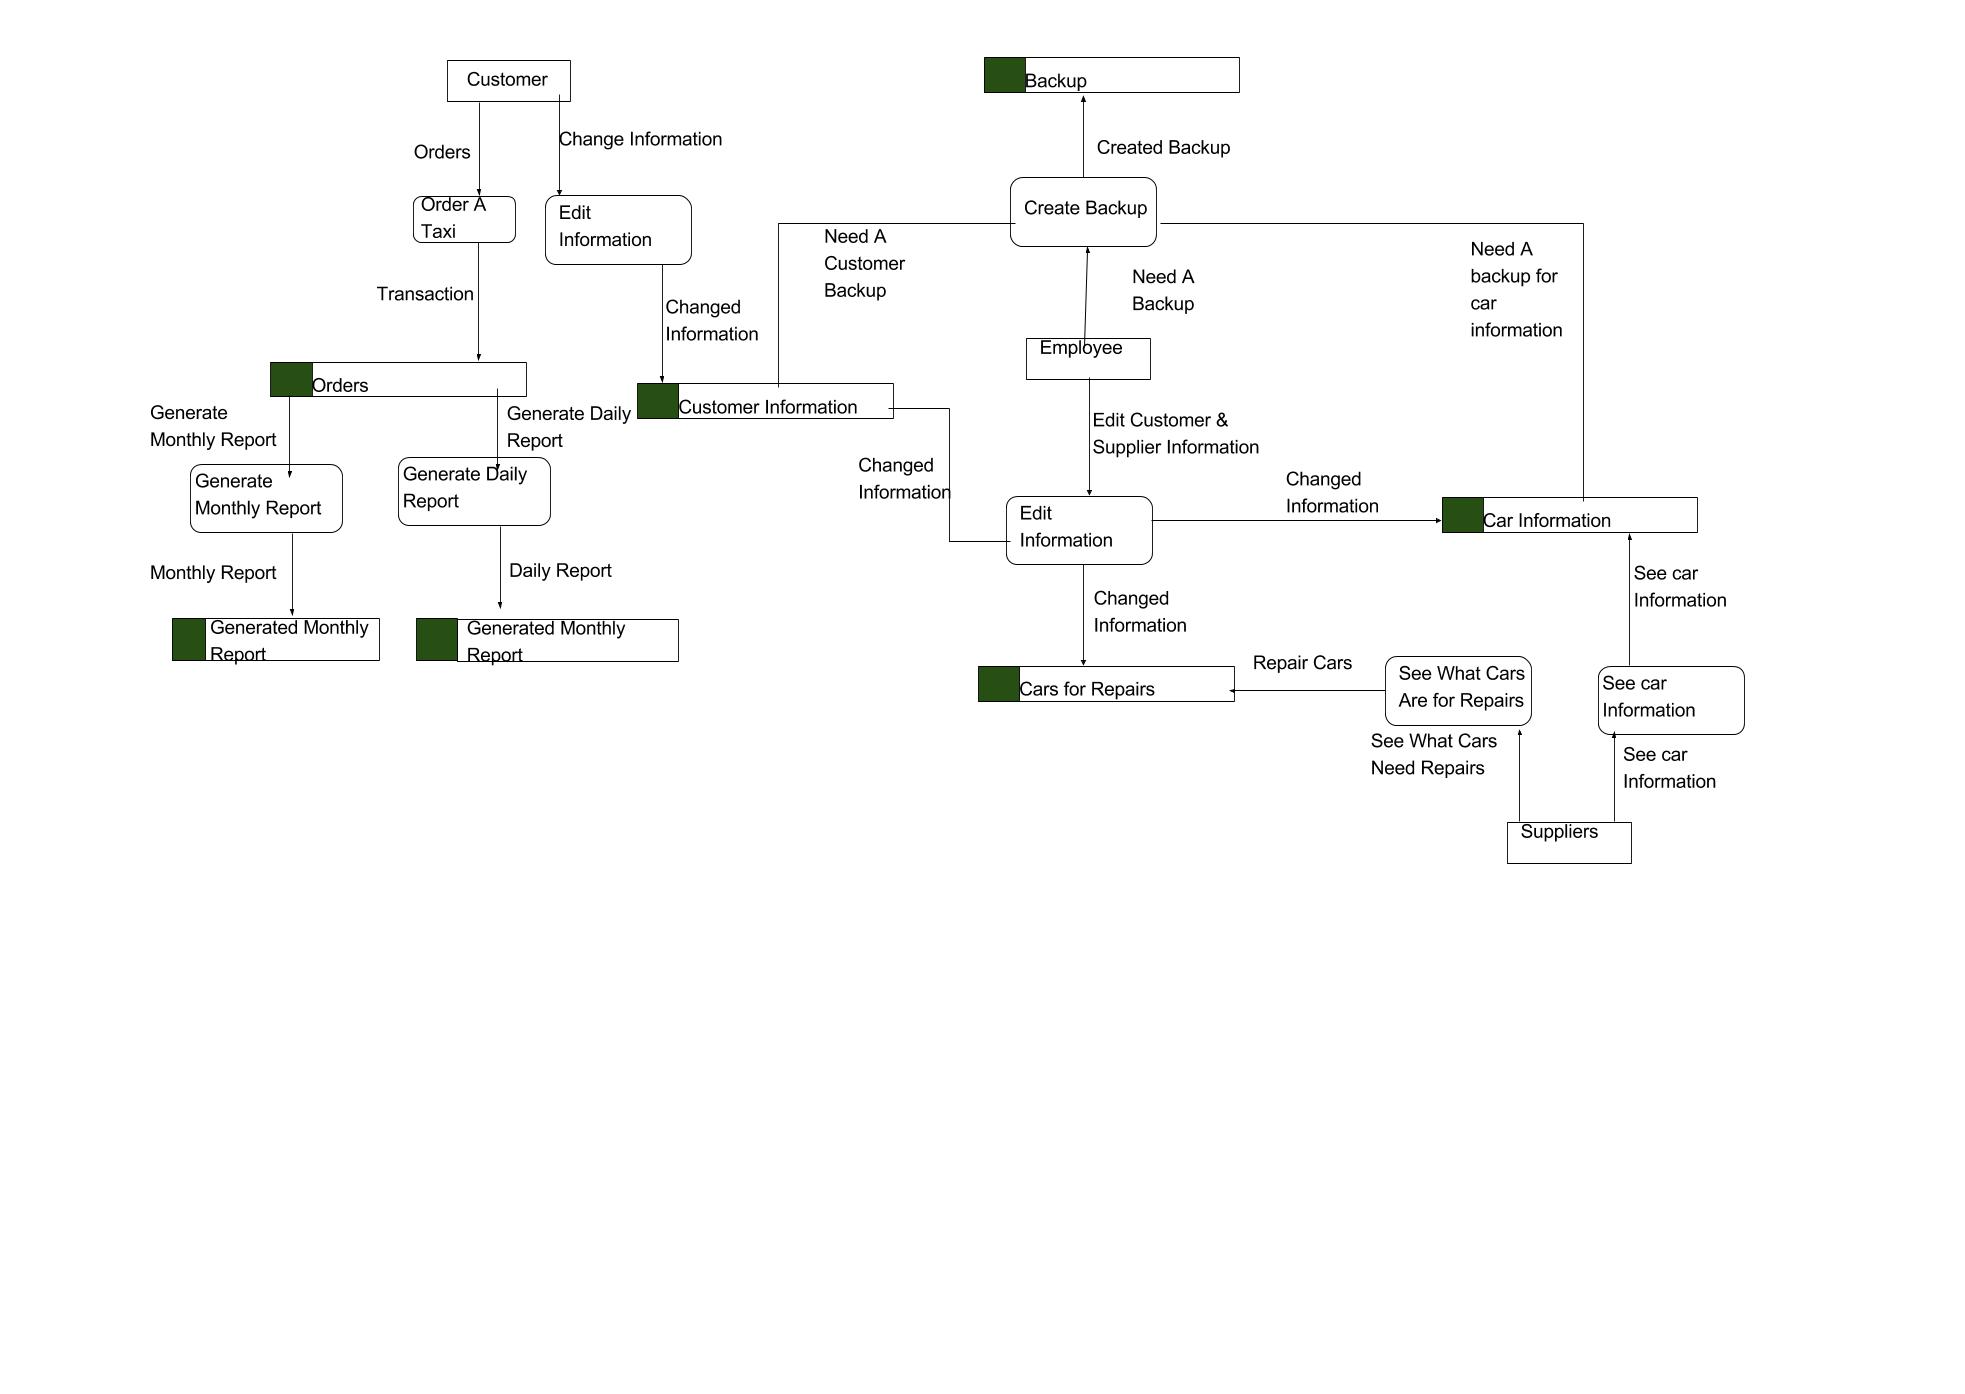 Customer
Backup
Orders
Change Information
Created Backup
Order A
Taxi
Edit
Information
Create Backup
Need A
Customer
Backup
Need A
Backup
Need A
backup for
car
information
Transaction
Changed
Information
Employee
Orders
Customer Information
Generate
Monthly Report
Generate Daily
Report
Edit Customer &
Supplier Information
Generate
Monthly Report
Generate Daily
Report
Changed
Information
Changed
Information
Edit
Information
Car Information
Monthly Report
Daily Report
Changed
Information
See car
Information
Generated Monthly
Report
Generated Monthly
Report
Cars for Repairs
Repair Cars
See What Cars
Are for Repairs
See car
Information
See What Cars
Need Repairs
See car
Information
Suppliers